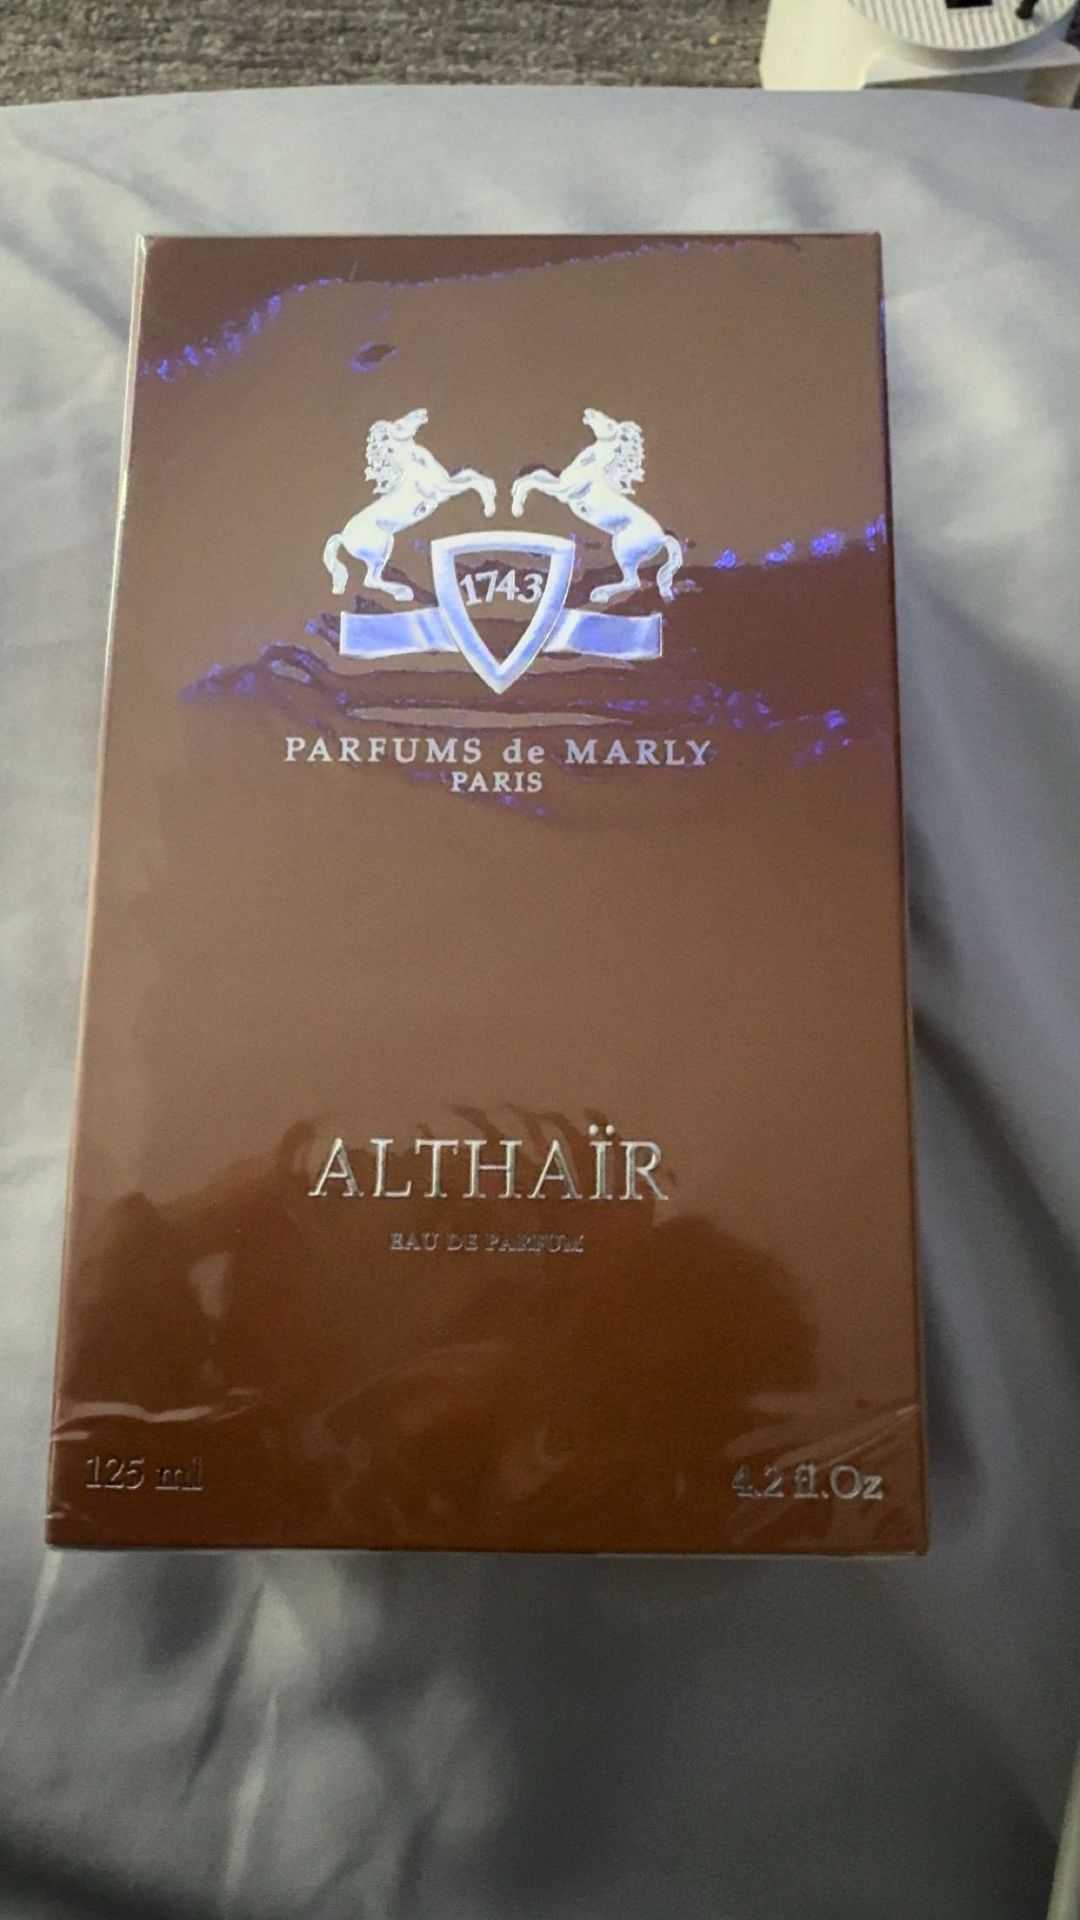 1743
PARFUMS de MARLY
PARIS
ALTHAÏR
EAU DE PARFUM
125 ml
4.2 fl.Oz